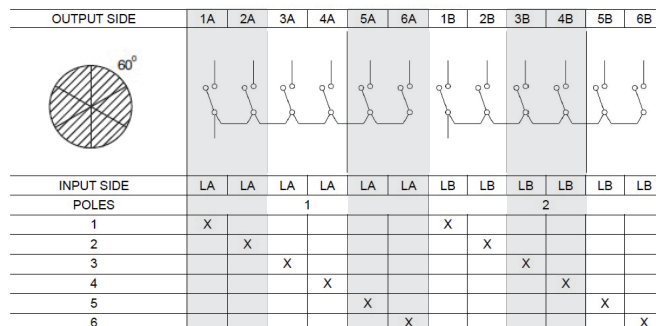 OUTPUT SIDE 1A 2A 3A 4A 5A 6A 1B 2B 3B 4B 5B 6B
60°
INPUT SIDE LA LA LA LA LA LA LB LB LB LB LB LB
POLES 1 2
1 X X
2 X X
3 X X
4 X X
5 X X
6 X X